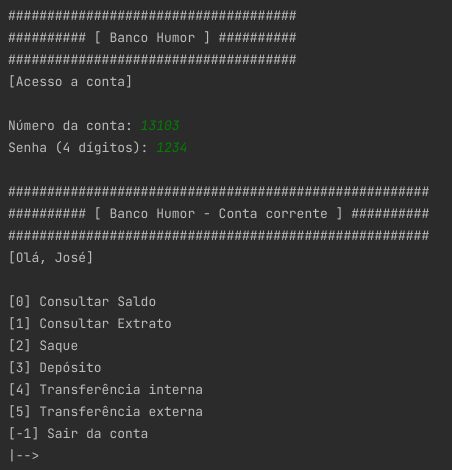 #####################################
########## [ Banco Humor ] ##########
#####################################
[Acesso a conta]
Número da conta: 13103
Senha (4 dígitos): 1234
######################################################
########## [ Banco Humor - Conta corrente ] ##########
######################################################
[Olá, José]
[0] Consultar Saldo
[1] Consultar Extrato
[2] Saque
[3] Depósito
[4] Transferência interna
[5] Transferência externa
[-1] Sair da conta
|-->